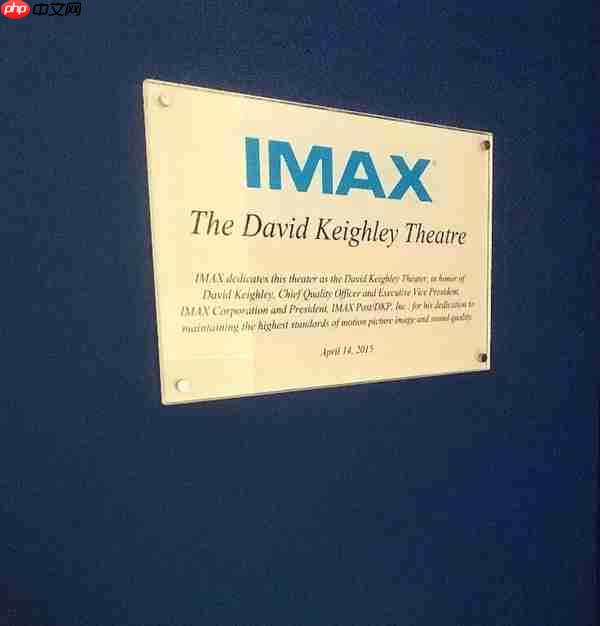 php 中文网
IMAX®
The David Keighley Theatre
IMAX dedicates this theater as the David Keighley Theater, in honor of
David Keighley, Chief Quality Officer and Executive Vice President,
IMAX Corporation and President, IMAX Post/DKP, Inc., for his dedication to
maintaining the highest standards of motion picture image and sound quality.
April 14, 2015